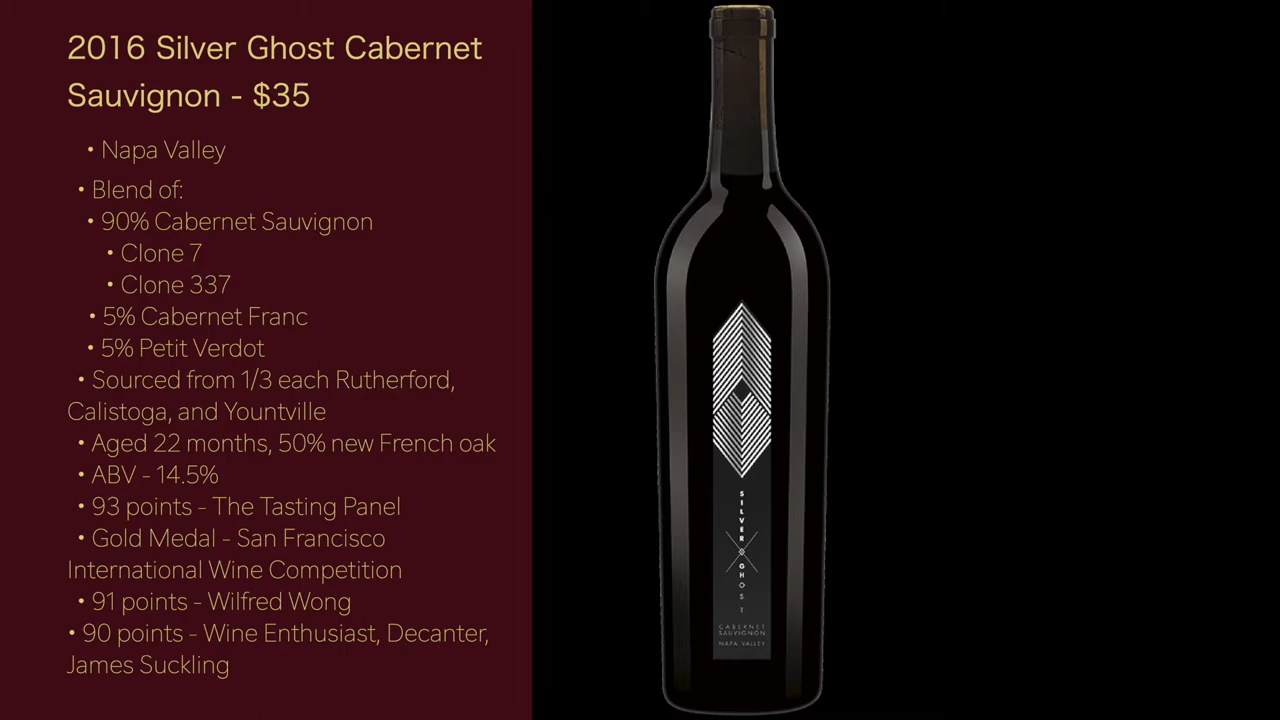 2016 Silver Ghost Cabernet
Sauvignon - $35
• Napa Valley
• Blend of:
• 90% Cabernet Sauvignon
• Clone 7
• Clone 337
• 5% Cabernet Franc
• 5% Petit Verdot
• Sourced from 1/3 each Rutherford,
Calistoga, and Yountville
• Aged 22 months, 50% new French oak
• ABV - 14.5%
• 93 points - The Tasting Panel
• Gold Medal - San Francisco
International Wine Competition
• 91 points - Wilfred Wong
• 90 points - Wine Enthusiast, Decanter,
James Suckling
SILVER GHOST
CABERNET
SAUVIGNON
NAPA VALLEY